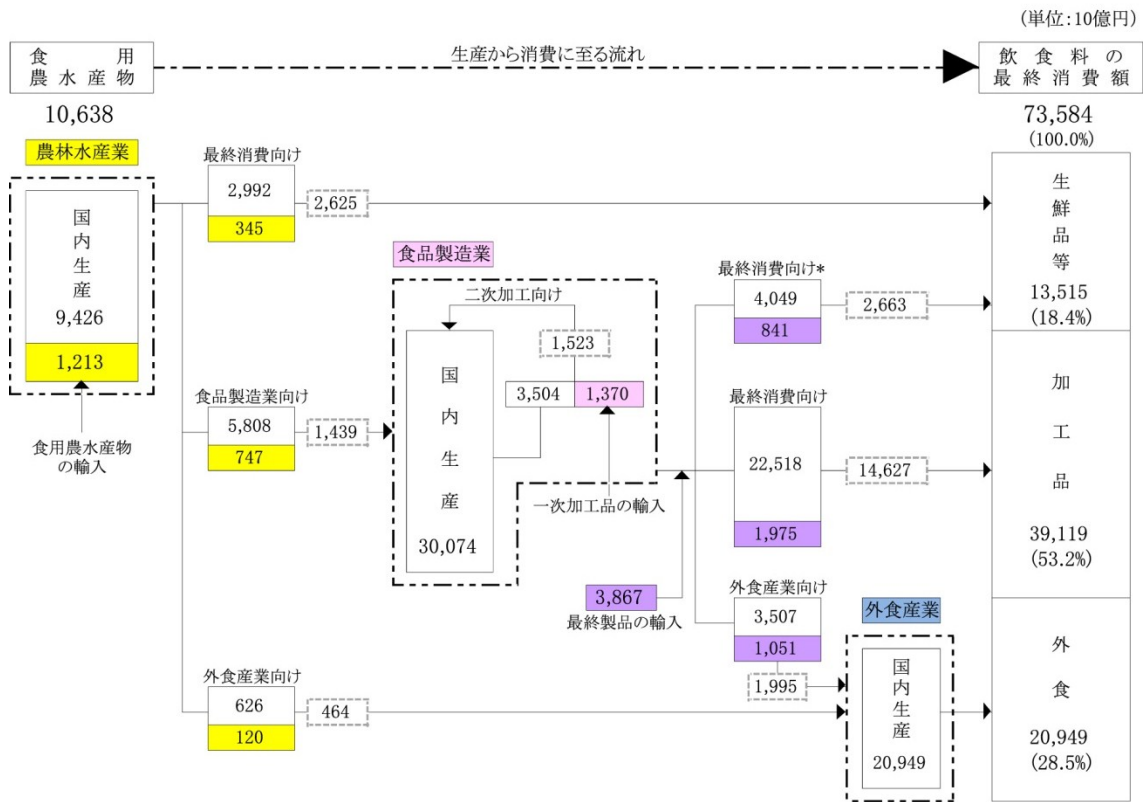 (単位:10億円)
食用
農水産物
生産から消費に至る流れ
飲食料の
最終消費額
10,638
73,584
(100.0%)
農林水産業
国内生産
9,426
1,213
食用農水産物
の輸入
最終消費向け
2,992
345
2,625
食品製造業向け
5,808
747
1,439
外食産業向け
626
120
464
食品製造業
二次加工向け
1,523
3,504
1,370
国内生産
30,074
一次加工品の輸入
3,867
最終製品の輸入
最終消費向け*
4,049
841
2,663
最終消費向け
22,518
1,975
14,627
外食産業向け
3,507
1,051
1,995
外食産業
国内生産
20,949
生鮮品等
13,515
(18.4%)
加工品
39,119
(53.2%)
外食
20,949
(28.5%)